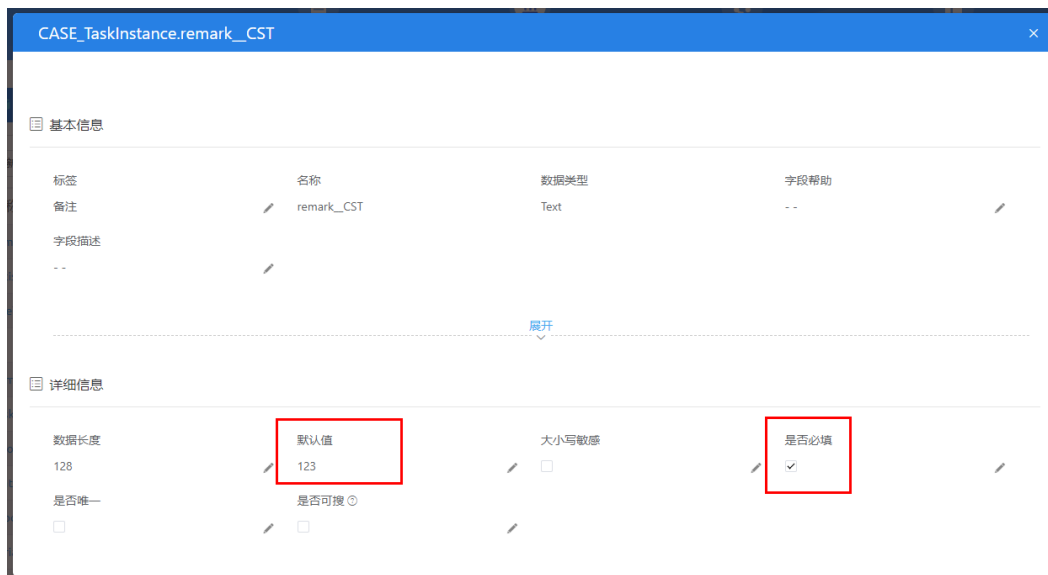 CASE_TaskInstance.remark__CST
基本信息
标签 名称 数据类型 字段帮助
备注 remark__CST Text - -
字段描述
- -
展开
详细信息
数据长度 默认值 大小写敏感 是否必填
128 123
是否唯一 是否可搜